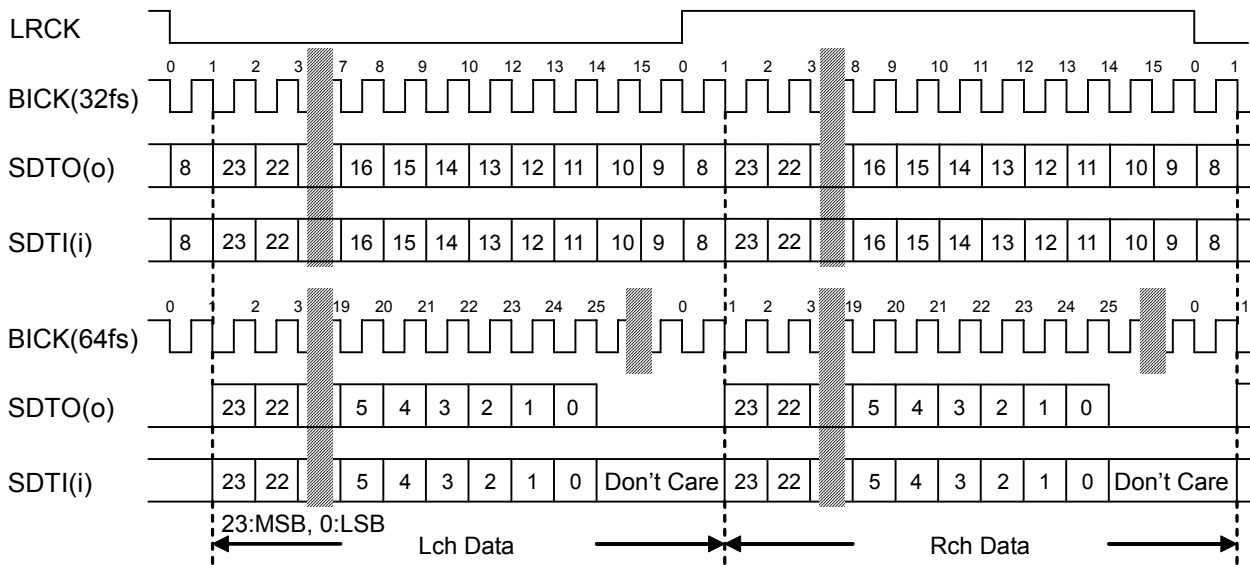 LRCK
0 1 2 3 7 8 9 10 12 13 14 15 0 1 2 3 8 9 10 11 12 13 14 15 0 1
BICK(32fs)
SDTO(o) 8 23 22 16 15 14 13 12 11 10 9 8 23 22 16 15 14 13 12 11 10 9 8
SDTI(i) 8 23 22 16 15 14 13 12 11 10 9 8 23 22 16 15 14 13 12 11 10 9 8
0 1 2 3 19 20 21 22 23 24 25 0 1 2 3 19 20 21 22 23 24 25 0 1
BICK(64fs)
SDTO(o) 23 22 5 4 3 2 1 0 23 22 5 4 3 2 1 0
SDTI(i) 23 22 5 4 3 2 1 0 Don't Care 23 22 5 4 3 2 1 0 Don't Care
23:MSB, 0:LSB
Lch Data Rch Data